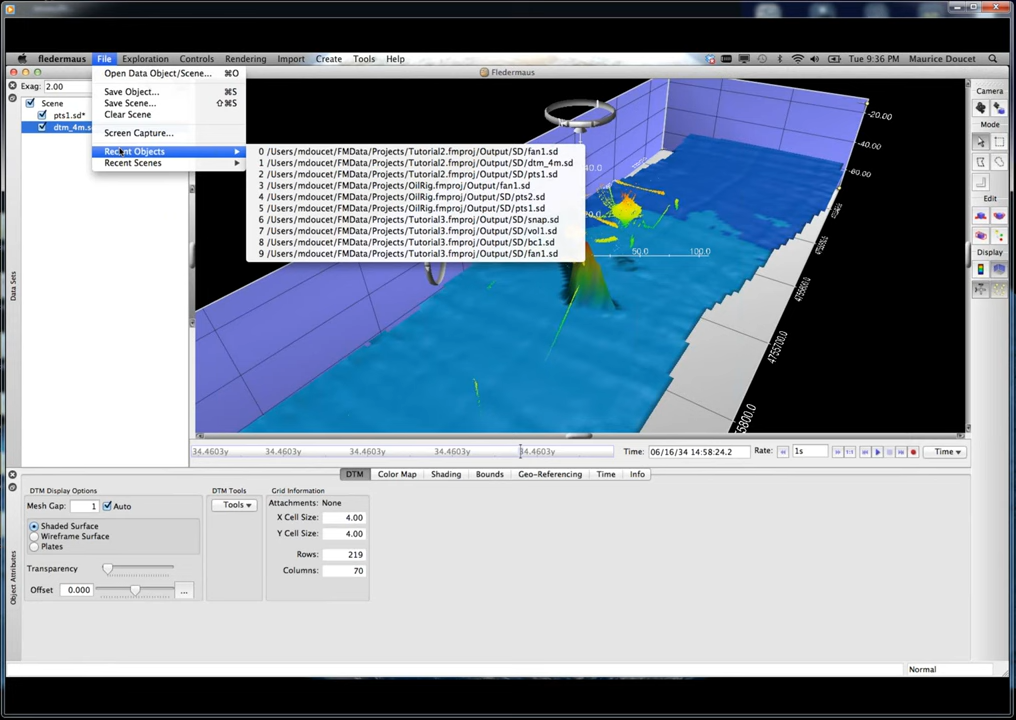 fledermaus File Exploration Controls Rendering Import Create Tools Help Tue 9:36 PM Maurice Doucet
Fledermaus
Exag: 2.00
Scene
pts1.sd*
dtm_4m.s
Open Data Object/Scene... ⌘O
Save Object... ⌘S
Save Scene... ⇧⌘S
Clear Scene
Screen Capture...
Recent Objects
Recent Scenes
0 /Users/mdoucet/FMData/Projects/Tutorial2.fmproj/Output/SD/fan1.sd
1 /Users/mdoucet/FMData/Projects/Tutorial2.fmproj/Output/SD/dtm_4m.sd
2 /Users/mdoucet/FMData/Projects/Tutorial2.fmproj/Output/SD/pts1.sd
3 /Users/mdoucet/FMData/Projects/OilRig.fmproj/Output/fan1.sd
4 /Users/mdoucet/FMData/Projects/OilRig.fmproj/Output/SD/pts2.sd
5 /Users/mdoucet/FMData/Projects/OilRig.fmproj/Output/SD/pts1.sd
6 /Users/mdoucet/FMData/Projects/Tutorial3.fmproj/Output/SD/snap.sd
7 /Users/mdoucet/FMData/Projects/Tutorial3.fmproj/Output/SD/vol1.sd
8 /Users/mdoucet/FMData/Projects/Tutorial3.fmproj/Output/SD/bc1.sd
9 /Users/mdoucet/FMData/Projects/Tutorial3.fmproj/Output/SD/fan1.sd
-20.00
-40.00
-60.00
50.0 100.0
4755700.0
Camera
Mode
Edit
Display
Data Sets
34.4603y 34.4603y 34.4603y 34.4603y 34.4603y Time: 06/16/34 14:58:24.2 Rate: 1s Time
DTM Color Map Shading Bounds Geo-Referencing Time Info
DTM Display Options
Mesh Gap: 1 Auto
Shaded Surface
Wireframe Surface
Plates
Transparency
Offset 0.000 ...
DTM Tools
Tools
Grid Information
Attachments: None
X Cell Size: 4.00
Y Cell Size: 4.00
Rows: 219
Columns: 70
Object Attributes
Normal